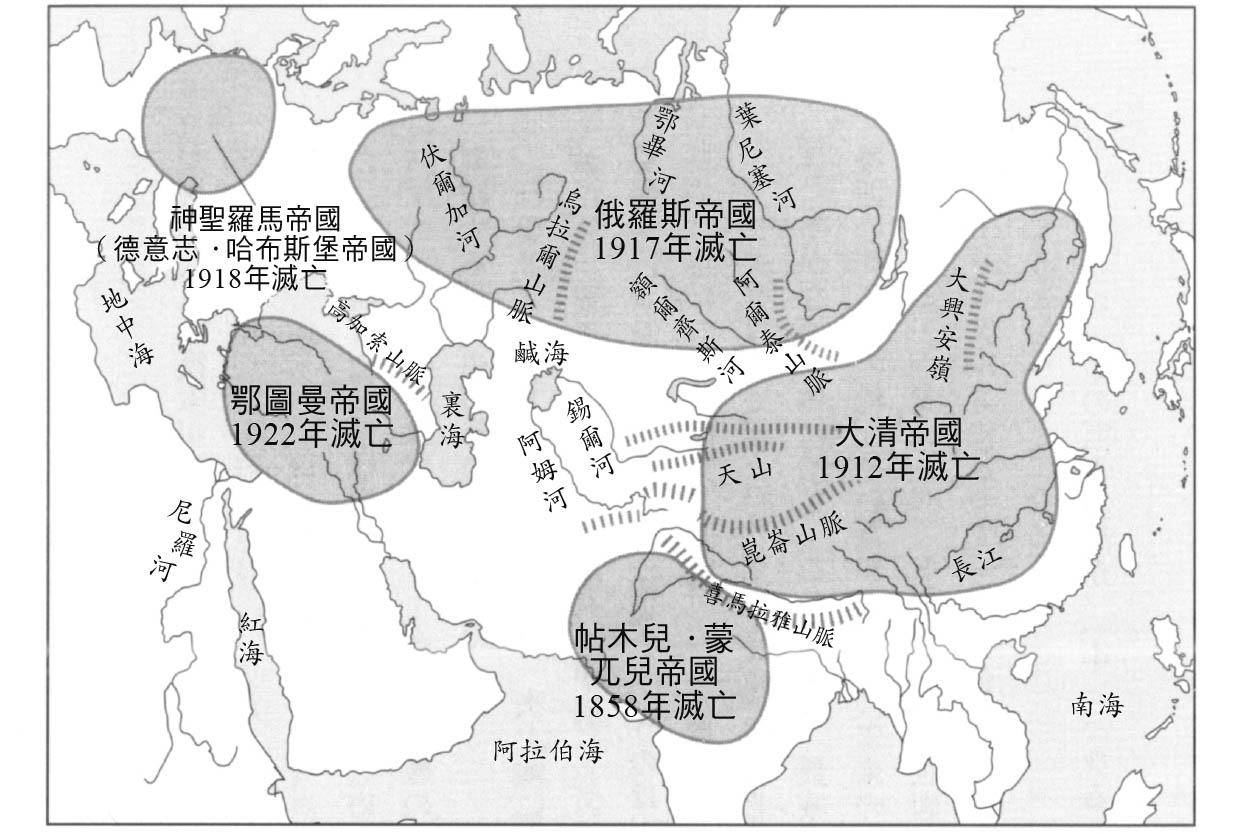 神聖羅馬帝國
(德意志·哈布斯堡帝國)
1918年滅亡
俄羅斯帝國
1917年滅亡
鄂圖曼帝國
1922年滅亡
大清帝國
1912年滅亡
帖木兒·蒙
兀兒帝國
1858年滅亡
伏爾加河
烏拉爾山脈
鄂畢河
葉尼塞河
額爾齊斯河
阿爾泰山脈
大興安嶺
地中海
高加索山脈
鹹海
裏海
錫爾河
阿姆河
天山
崑崙山脈
長江
喜馬拉雅山脈
尼羅河
紅海
阿拉伯海
南海